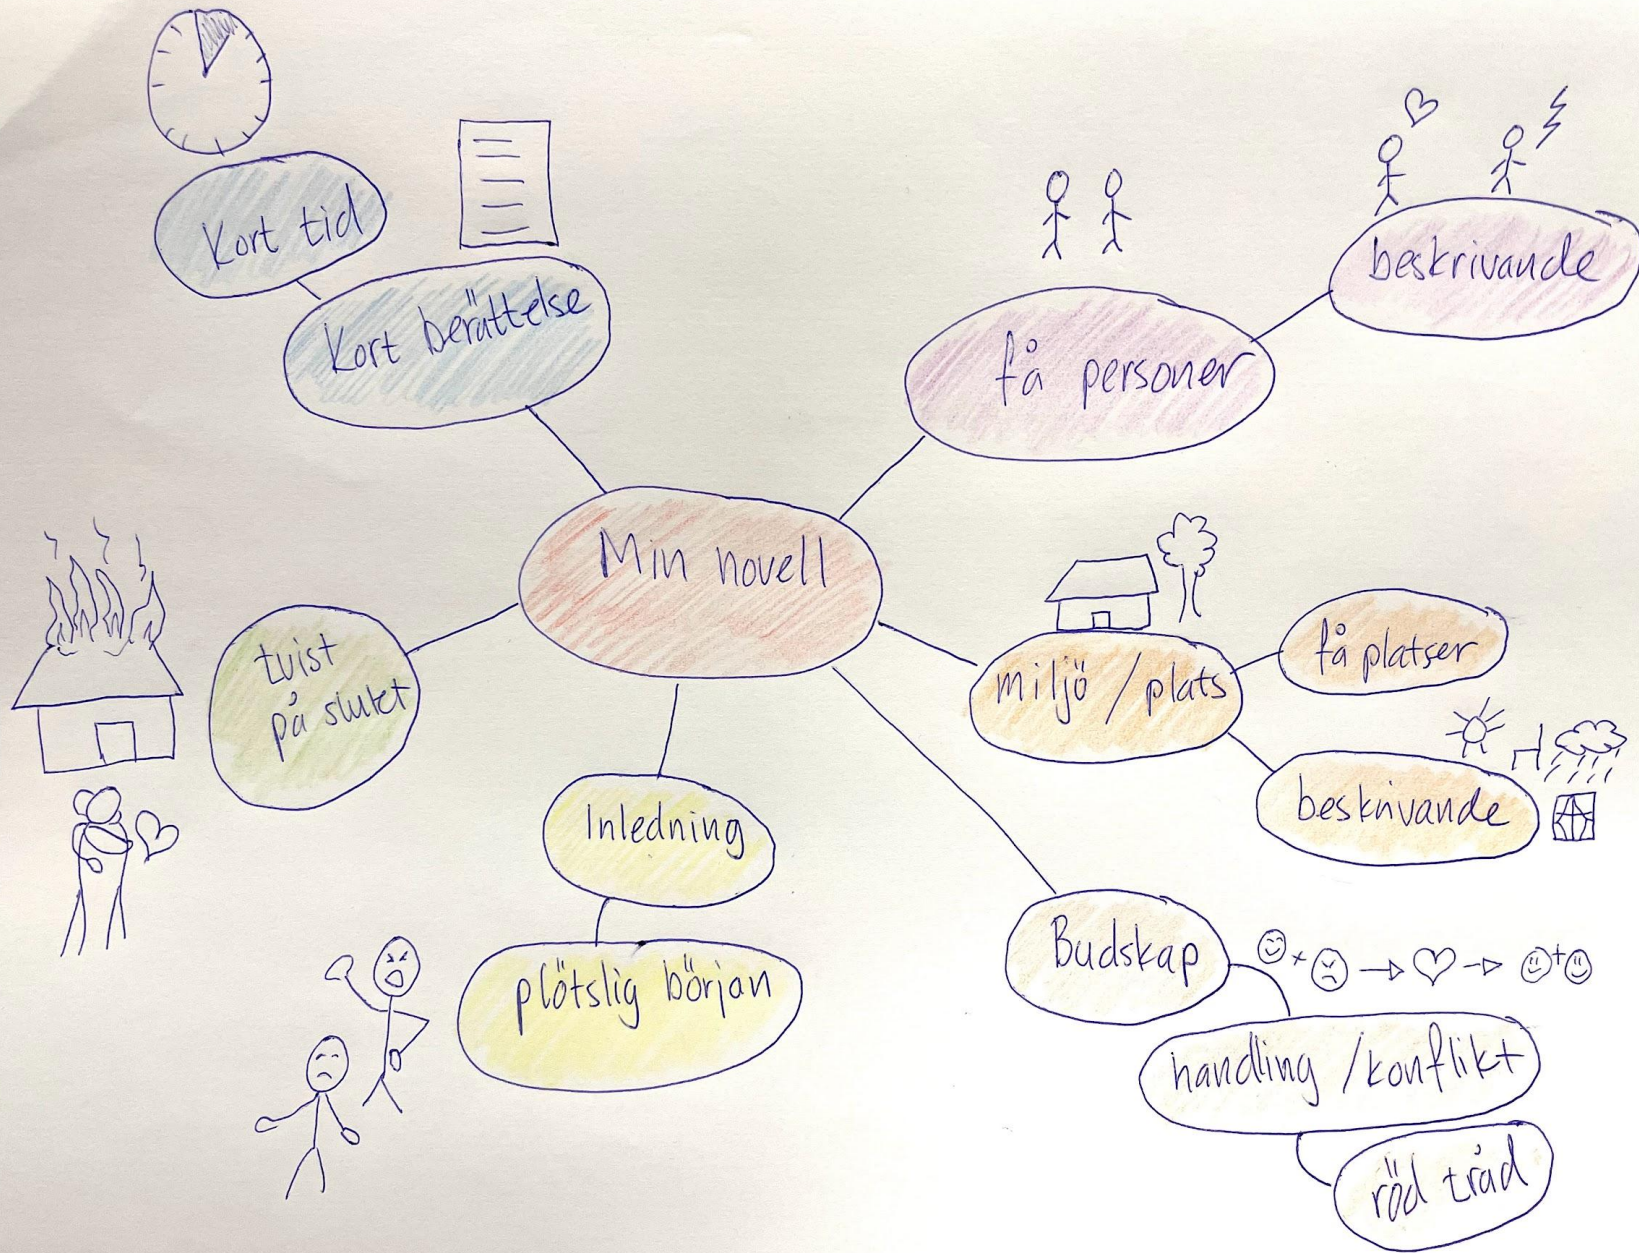 Kort tid
Kort berättelse
få personer
beskrivande
Min novell
miljö / plats
få platser
beskrivande
tvist
på slutet
Inledning
plötslig början
Budskap
handling / konflikt
röd tråd